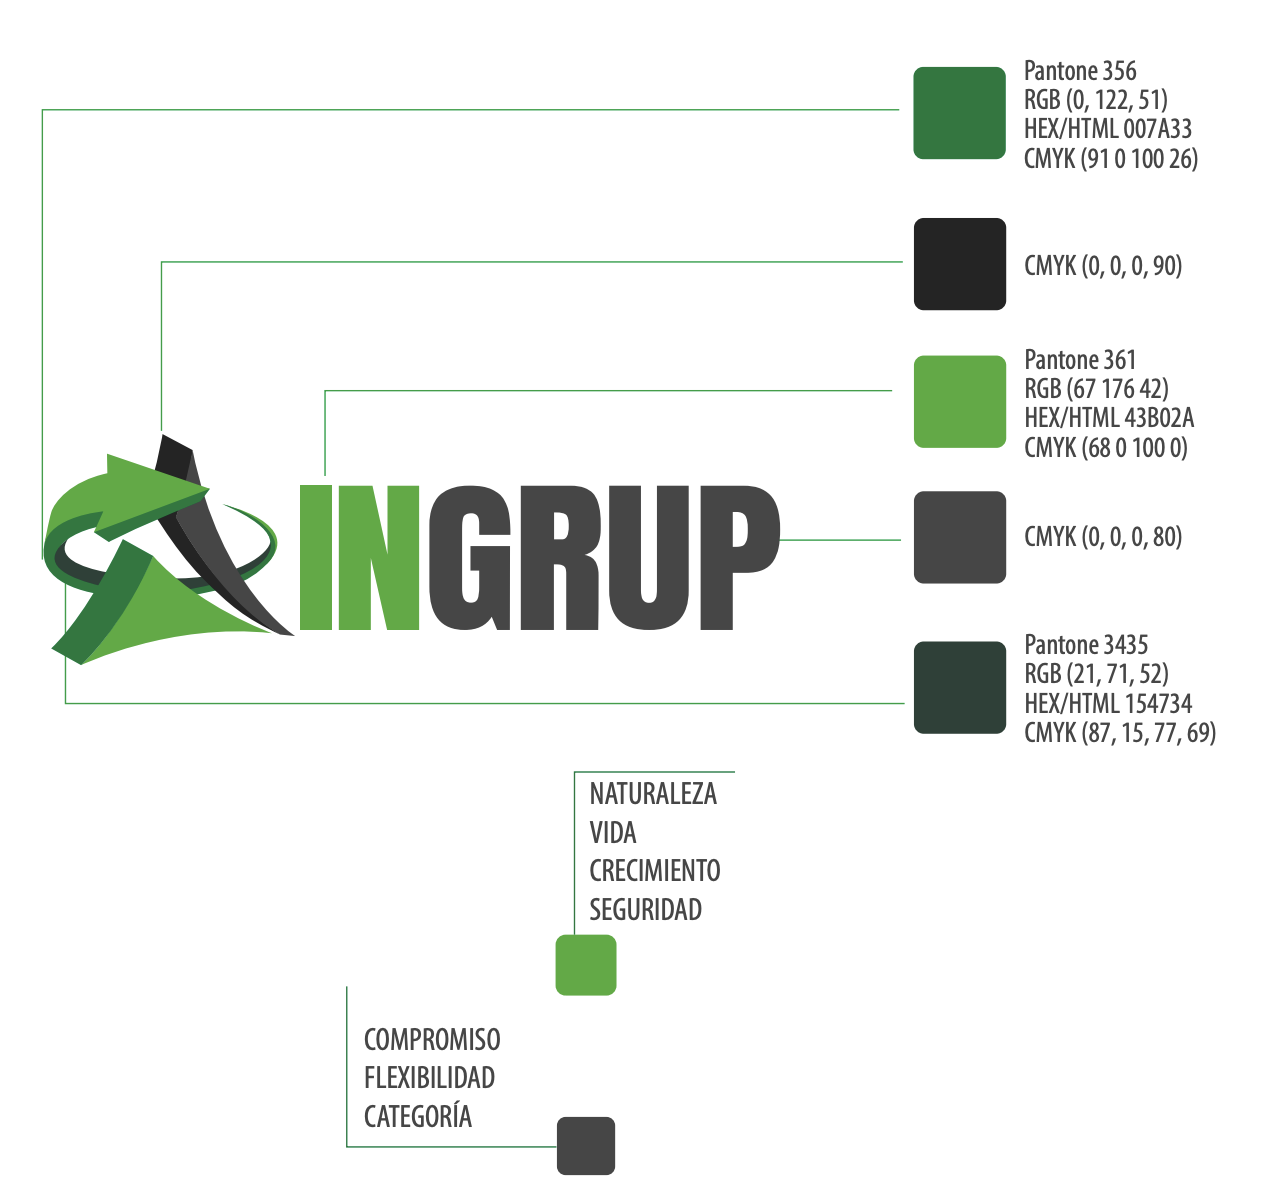 Pantone 356
RGB (0, 122, 51)
HEX/HTML 007A33
CMYK (91 0 100 26)
CMYK (0, 0, 0, 90)
Pantone 361
RGB (67 176 42)
HEX/HTML 43B02A
CMYK (68 0 100 0)
INGRUP
CMYK (0, 0, 0, 80)
Pantone 3435
RGB (21, 71, 52)
HEX/HTML 154734
CMYK (87, 15, 77, 69)
NATURALEZA
VIDA
CRECIMIENTO
SEGURIDAD
COMPROMISO
FLEXIBILIDAD
CATEGORÍA